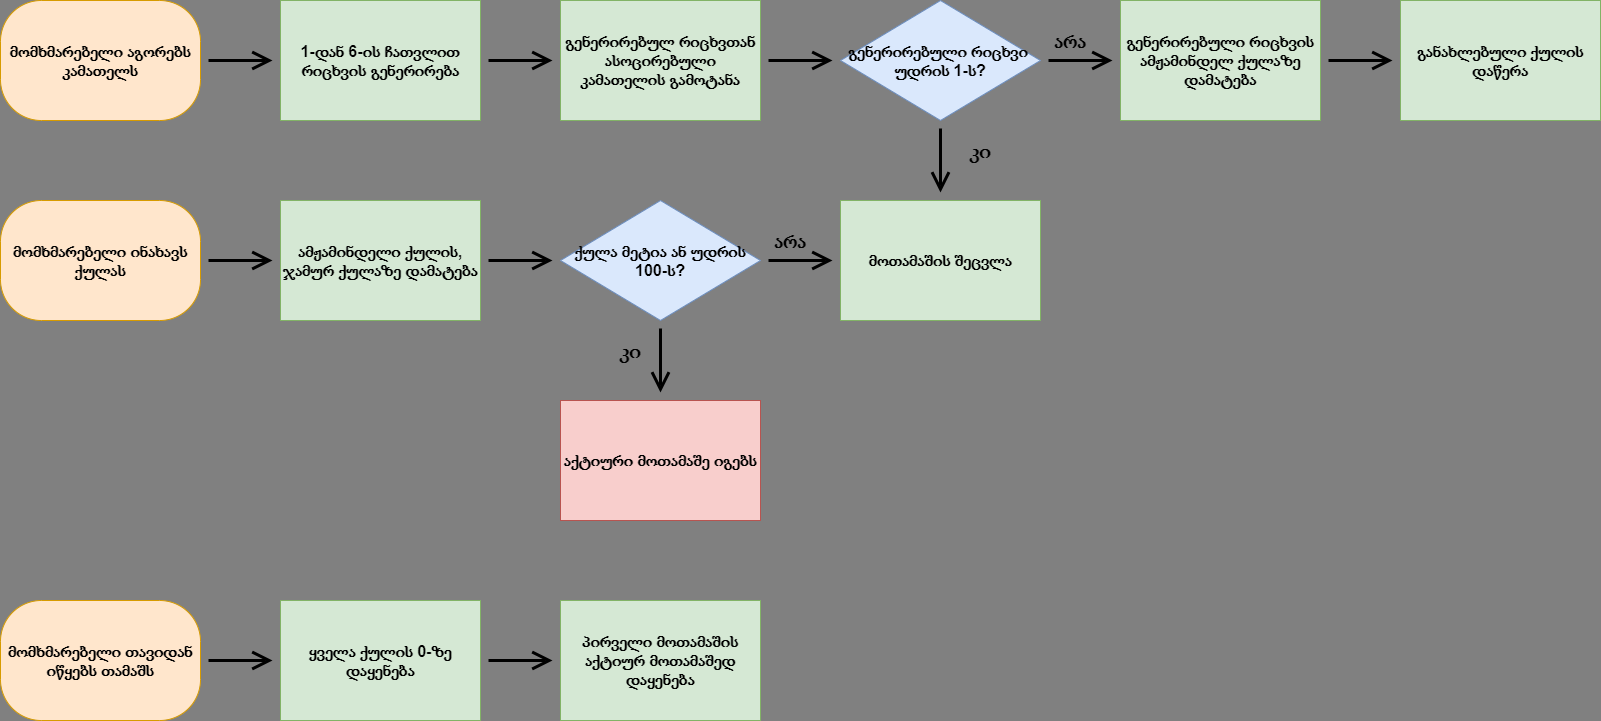 მომხმარებელი აგორებს
კამათელს
1-დან 6-ის ჩათვლით
რიცხვის გენერირება
გენერირებულ რიცხვთან
ასოცირებული
კამათელის გამოტანა
გენერირებული რიცხვი
უდრის 1-ს?
არა
გენერირებული რიცხვის
ამჟამინდელ ქულაზე
დამატება
განახლებული ქულის
დაწერა
კი
მომხმარებელი ინახავს
ქულას
ამჟამინდელი ქულის,
ჯამურ ქულაზე დამატება
ქულა მეტია ან უდრის
100-ს?
არა
მოთამაშის შეცვლა
კი
აქტიური მოთამაშე იგებს
მომხმარებელი თავიდან
იწყებს თამაშს
ყველა ქულის 0-ზე
დაყენება
პირველი მოთამაშის
აქტიურ მოთამაშედ
დაყენება